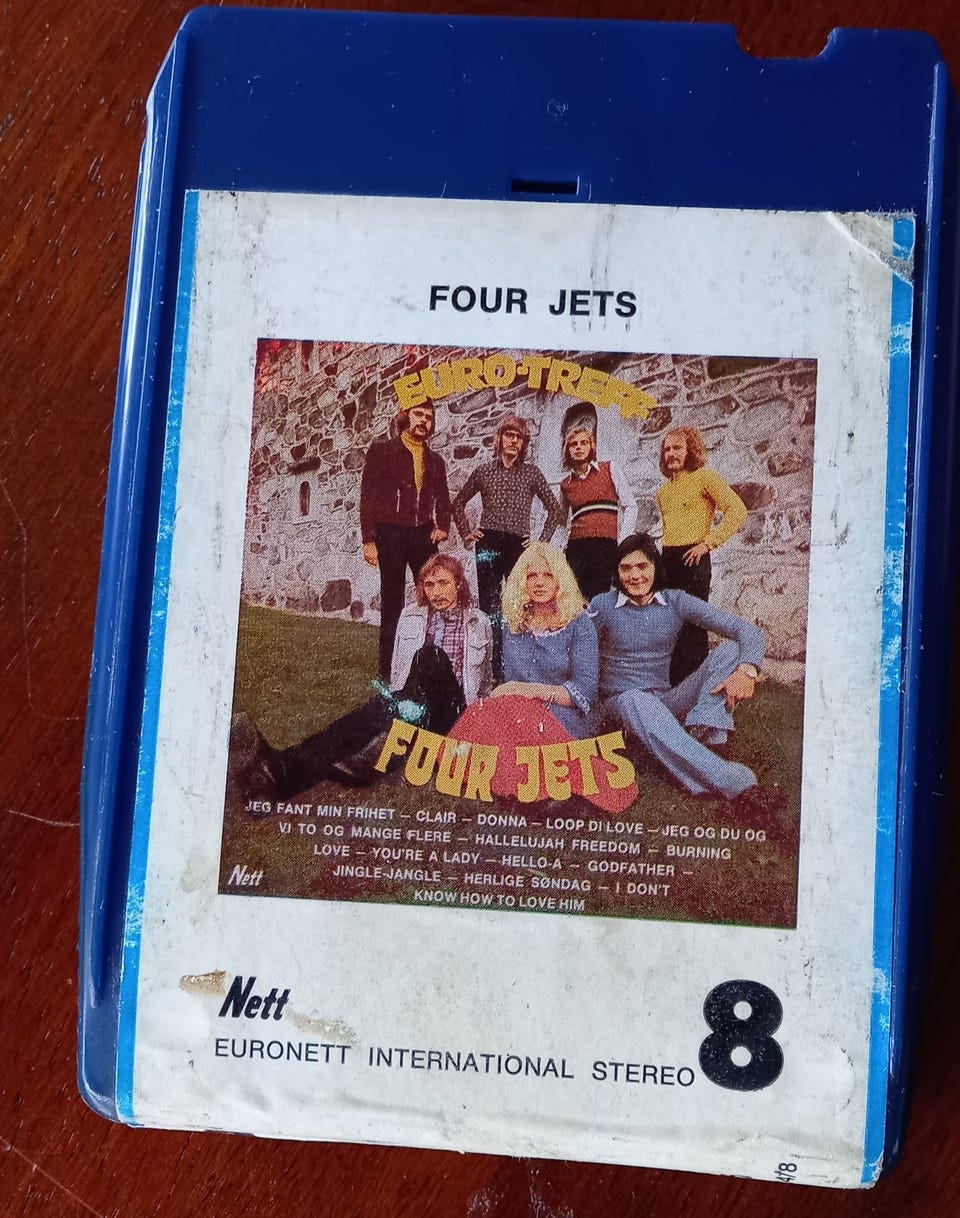 FOUR JETS
EURO-TREFF
FOUR JETS
JEG FANT MIN FRIHET – CLAIR – DONNA – LOOP DI LOVE – JEG OG DU OG
VI TO OG MANGE FLERE – HALLELUJAH FREEDOM – BURNING
LOVE – YOU'RE A LADY – HELLO-A – GODFATHER –
JINGLE-JANGLE – HERLIGE SØNDAG – I DON'T
KNOW HOW TO LOVE HIM
Nett
Nett
EURONETT INTERNATIONAL STEREO 8
4/8